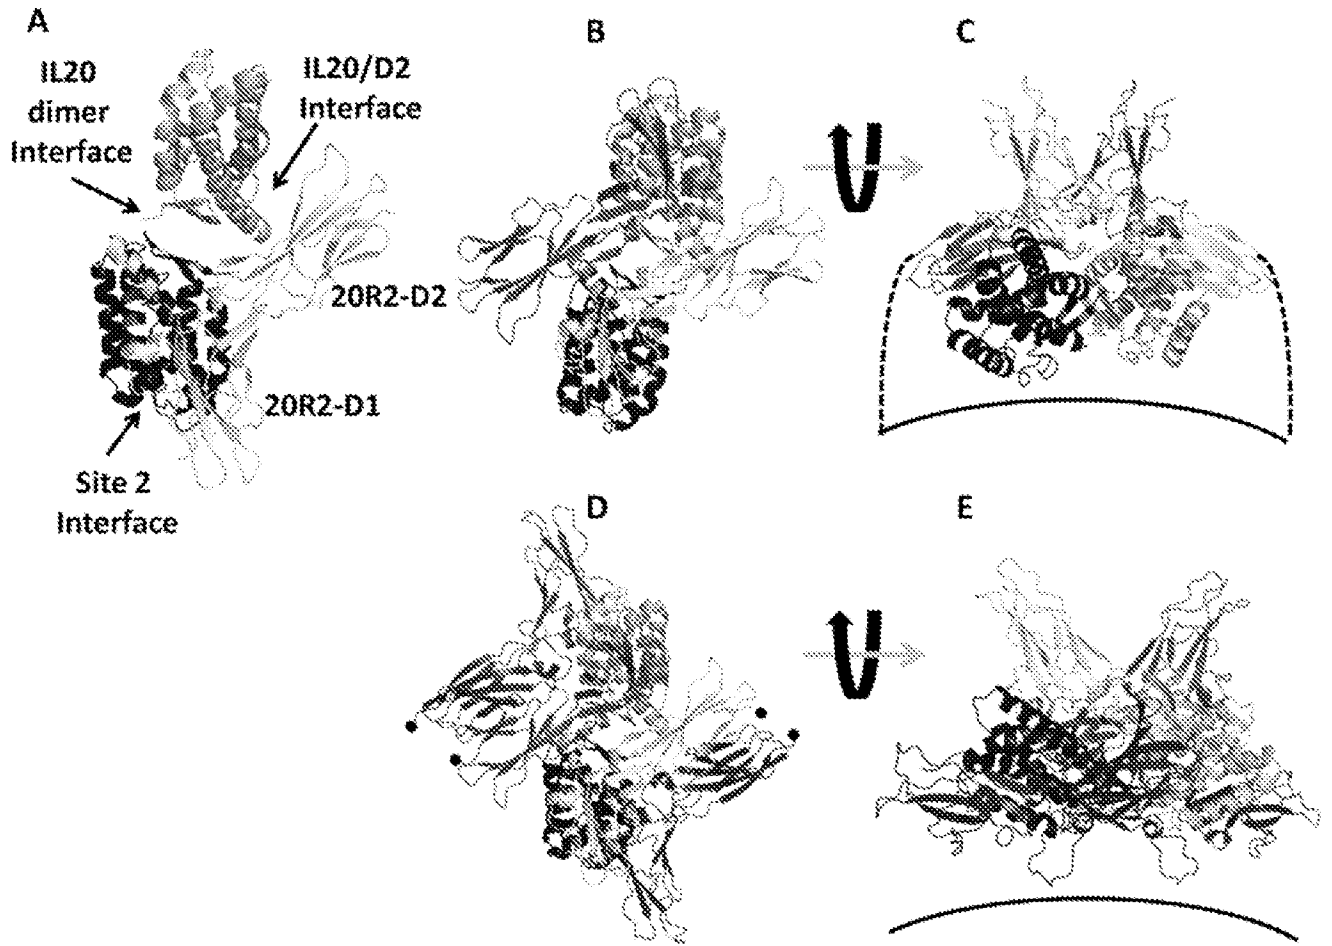 A
IL20
dimer
Interface
IL20/D2
Interface
20R2-D2
20R2-D1
Site 2
Interface
B
C
D
E